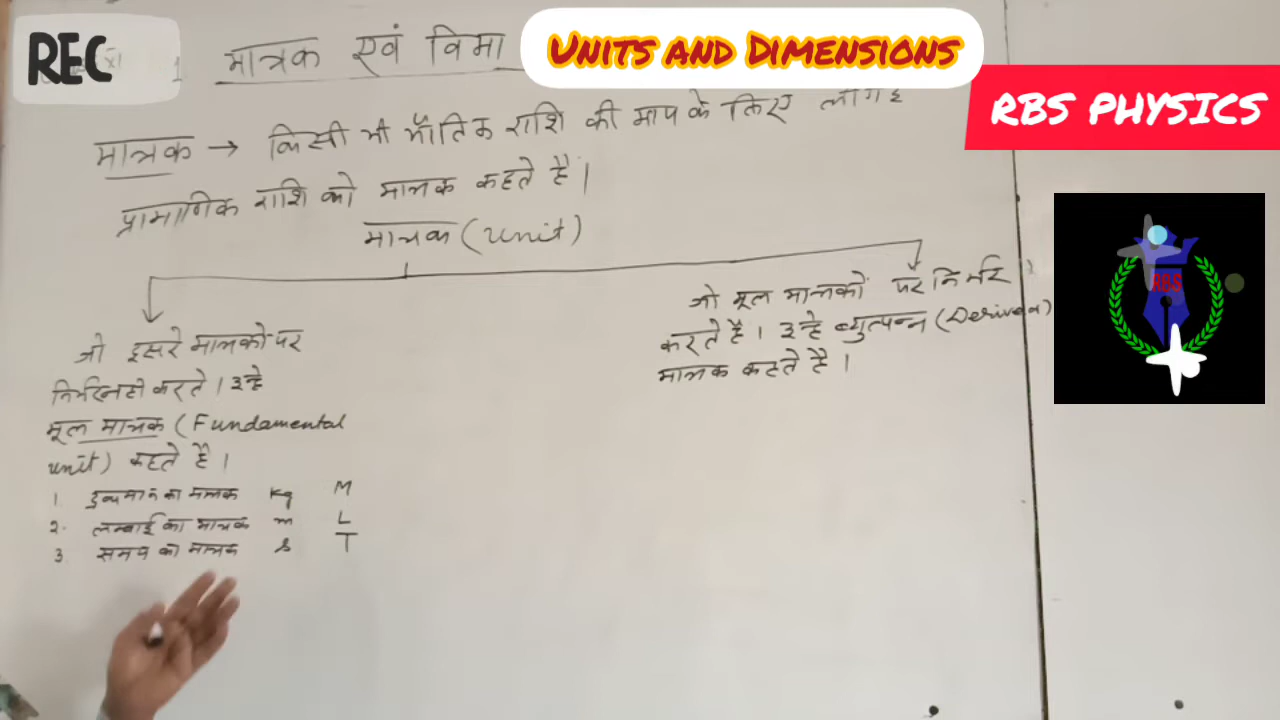 REC
मात्रक एवं विमा
UNITS AND DIMENSIONS
RBS PHYSICS
मात्रक → किसी भी भौतिक राशि की माप के लिए
प्रामाणिक राशि को मात्रक कहते है।
मात्रक (unit)
जो दुसरे मात्रको पर
निर्भर नही करते। उन्हे
मूल मात्रक (Fundamental
unit) कहते है।
1. द्रव्यमान का मात्रक Kg M
2. लम्बाई का मात्रक m L
3 समय का मात्रक s T
जो मूल मात्रकों पर निर्भर
करते है। उन्हे व्युत्पन्न (Derived)
मात्रक कहते है।
RBS